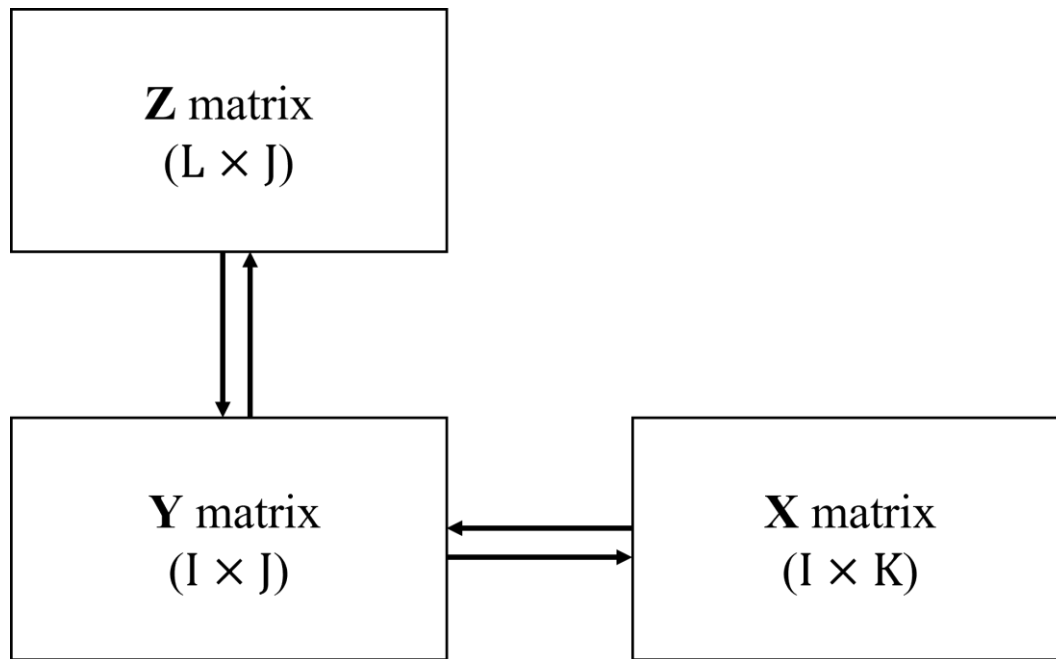 Z matrix
(L × J)
Y matrix
(I × J)
X matrix
(I × K)